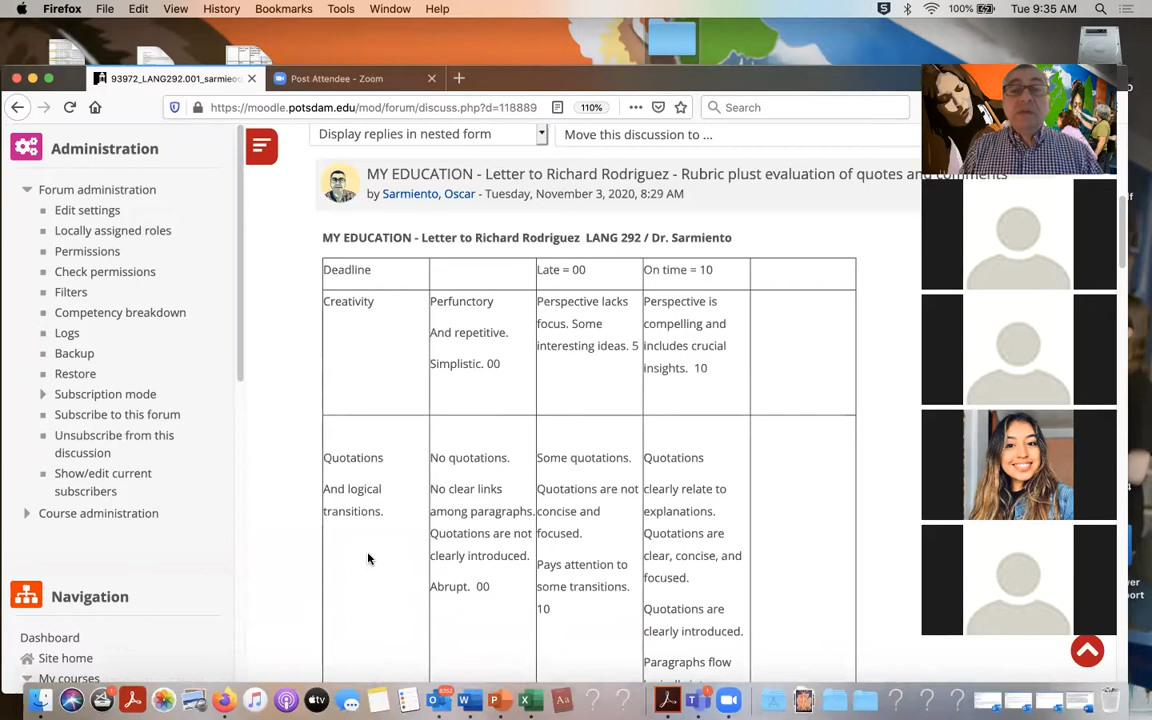 Firefox File Edit View History Bookmarks Tools Window Help
100% Tue 9:35 AM
93972_LANG292.001_sarmieo
Post Attendee - Zoom
https://moodle.potsdam.edu/mod/forum/discuss.php?d=118889
110%
Search
Administration
Forum administration
Edit settings
Locally assigned roles
Permissions
Check permissions
Filters
Competency breakdown
Logs
Backup
Restore
Subscription mode
Subscribe to this forum
Unsubscribe from this
discussion
Show/edit current
subscribers
Course administration
Navigation
Dashboard
Site home
My courses
Display replies in nested form
Move this discussion to ...
MY EDUCATION - Letter to Richard Rodriguez - Rubric plust evaluation of quotes and comments
by Sarmiento, Oscar - Tuesday, November 3, 2020, 8:29 AM
MY EDUCATION - Letter to Richard Rodriguez LANG 292 / Dr. Sarmiento
Deadline
Late = 00
On time = 10
Creativity
Perfunctory
And repetitive.
Simplistic. 00
Perspective lacks
focus. Some
interesting ideas. 5
Perspective is
compelling and
includes crucial
insights. 10
Quotations
And logical
transitions.
No quotations.
No clear links
among paragraphs.
Quotations are not
clearly introduced.
Abrupt. 00
Some quotations.
Quotations are not
concise and
focused.
Pays attention to
some transitions.
10
Quotations
clearly relate to
explanations.
Quotations are
clear, concise, and
focused.
Quotations are
clearly introduced.
Paragraphs flow